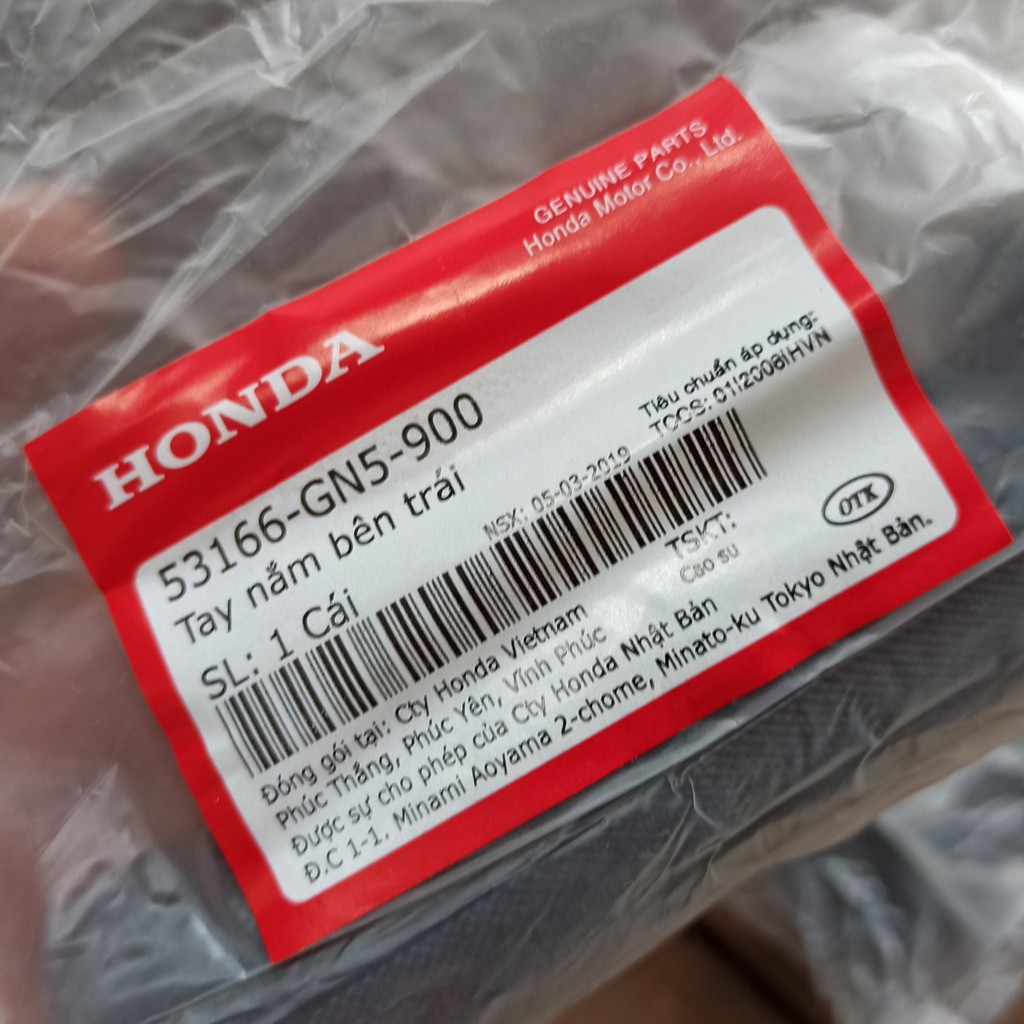 GENUINE PARTS
Honda Motor Co., Ltd.
HONDA
53166-GN5-900
Tay nắm bên trái
SL: 1 Cái
NSX: 05-03-2019
Tiêu chuẩn áp dụng:
TCCS: 01/2008/HVN
TSKT:
Cao su
OTK
Đóng gói tại: Cty Honda Vietnam
Phúc Thắng, Phúc Yên, Vĩnh Phúc
Được sự cho phép của Cty Honda Nhật Bản
Đ.C 1-1. Minami Aoyama 2-chome, Minato-ku Tokyo Nhật Bản.